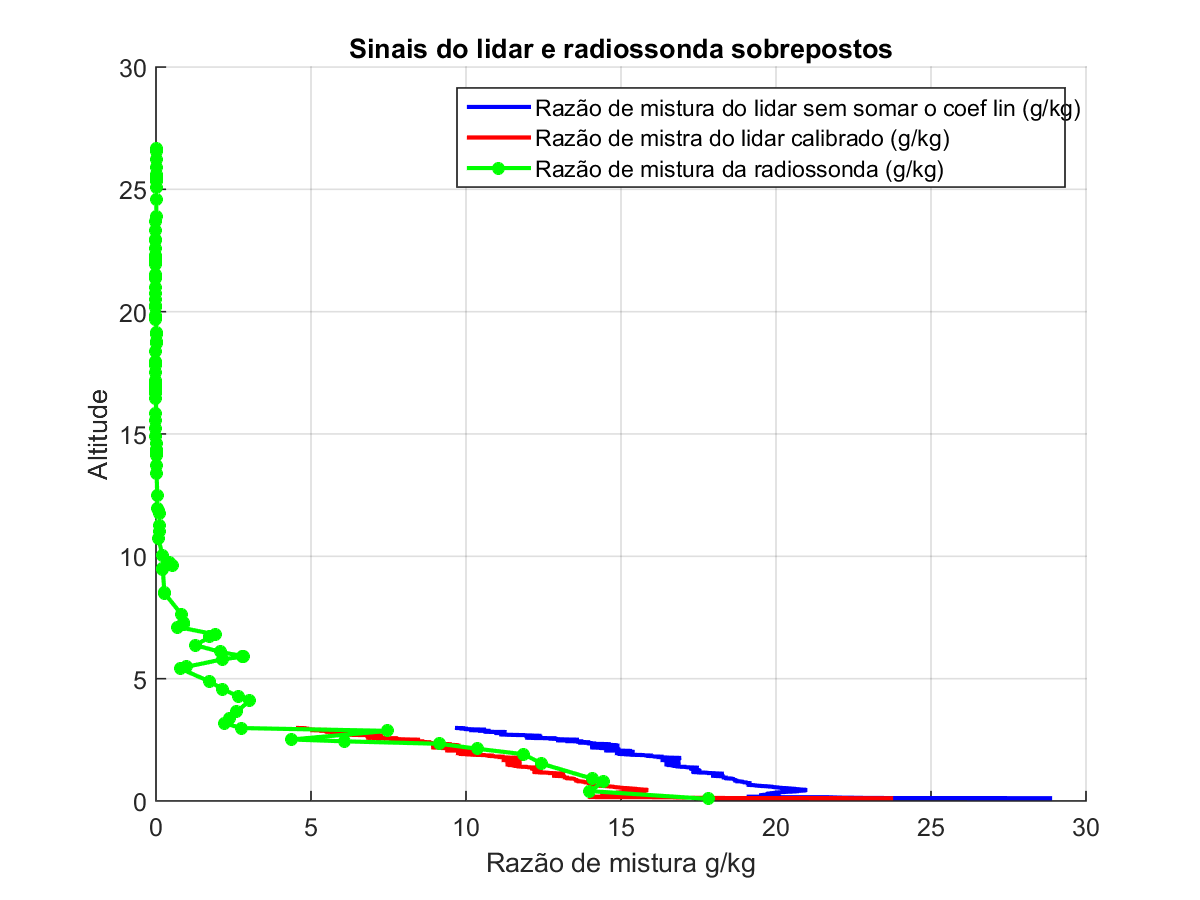 Sinais do lidar e radiossonda sobrepostos
30
Razão de mistura do lidar sem somar o coef lin (g/kg)
Razão de mistra do lidar calibrado (g/kg)
Razão de mistura da radiossonda (g/kg)
25
20
15
Altitude
10
5
0
0 5 10 15 20 25 30
Razão de mistura g/kg